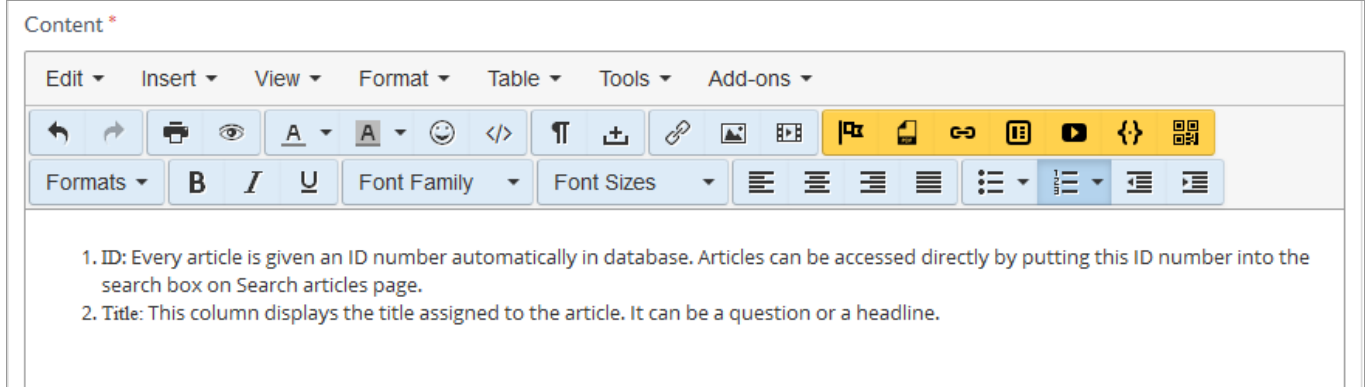 Content *
Edit Insert View Format Table Tools Add-ons
A A </>
PDF {·}
Formats B I U Font Family Font Sizes
1. ID: Every article is given an ID number automatically in database. Articles can be accessed directly by putting this ID number into the
search box on Search articles page.
2. Title: This column displays the title assigned to the article. It can be a question or a headline.